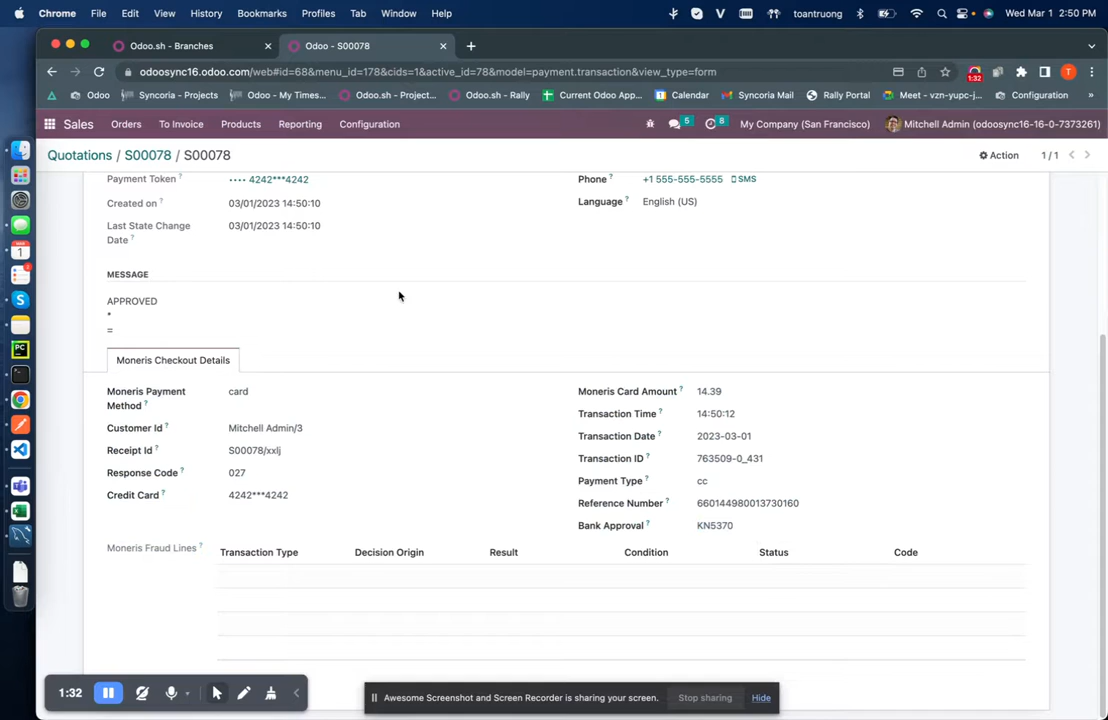 Chrome File Edit View History Bookmarks Profiles Tab Window Help toantruong Wed Mar 1 2:50 PM
Odoo.sh - Branches Odoo - S00078
odoosync16.odoo.com/web#id=68&menu_id=178&cids=1&active_id=78&model=payment.transaction&view_type=form 1:32 T
Odoo Syncoria - Projects Odoo - My Times... Odoo.sh - Project... Odoo.sh - Rally Current Odoo App... Calendar Syncoria Mail Rally Portal Meet - vzn-yupc-j... Configuration »
Sales Orders To Invoice Products Reporting Configuration 5 8 My Company (San Francisco) Mitchell Admin (odoosync16-16-0-7373261)
Quotations / S00078 / S00078 Action 1 / 1
Payment Token ? •••• 4242***4242 Phone ? +1 555-555-5555 SMS
Created on ? 03/01/2023 14:50:10 Language ? English (US)
Last State Change 03/01/2023 14:50:10
Date ?
MESSAGE
APPROVED
*
=
Moneris Checkout Details
Moneris Payment card Moneris Card Amount ? 14.39
Method ?
Transaction Time ? 14:50:12
Customer Id ? Mitchell Admin/3 Transaction Date ? 2023-03-01
Receipt Id ? S00078/xxlj Transaction ID ? 763509-0_431
Response Code ? 027 Payment Type ? cc
Credit Card ? 4242***4242 Reference Number ? 660144980013730160
Bank Approval ? KN5370
Moneris Fraud Lines ? Transaction Type Decision Origin Result Condition Status Code
1:32
Awesome Screenshot and Screen Recorder is sharing your screen. Stop sharing Hide